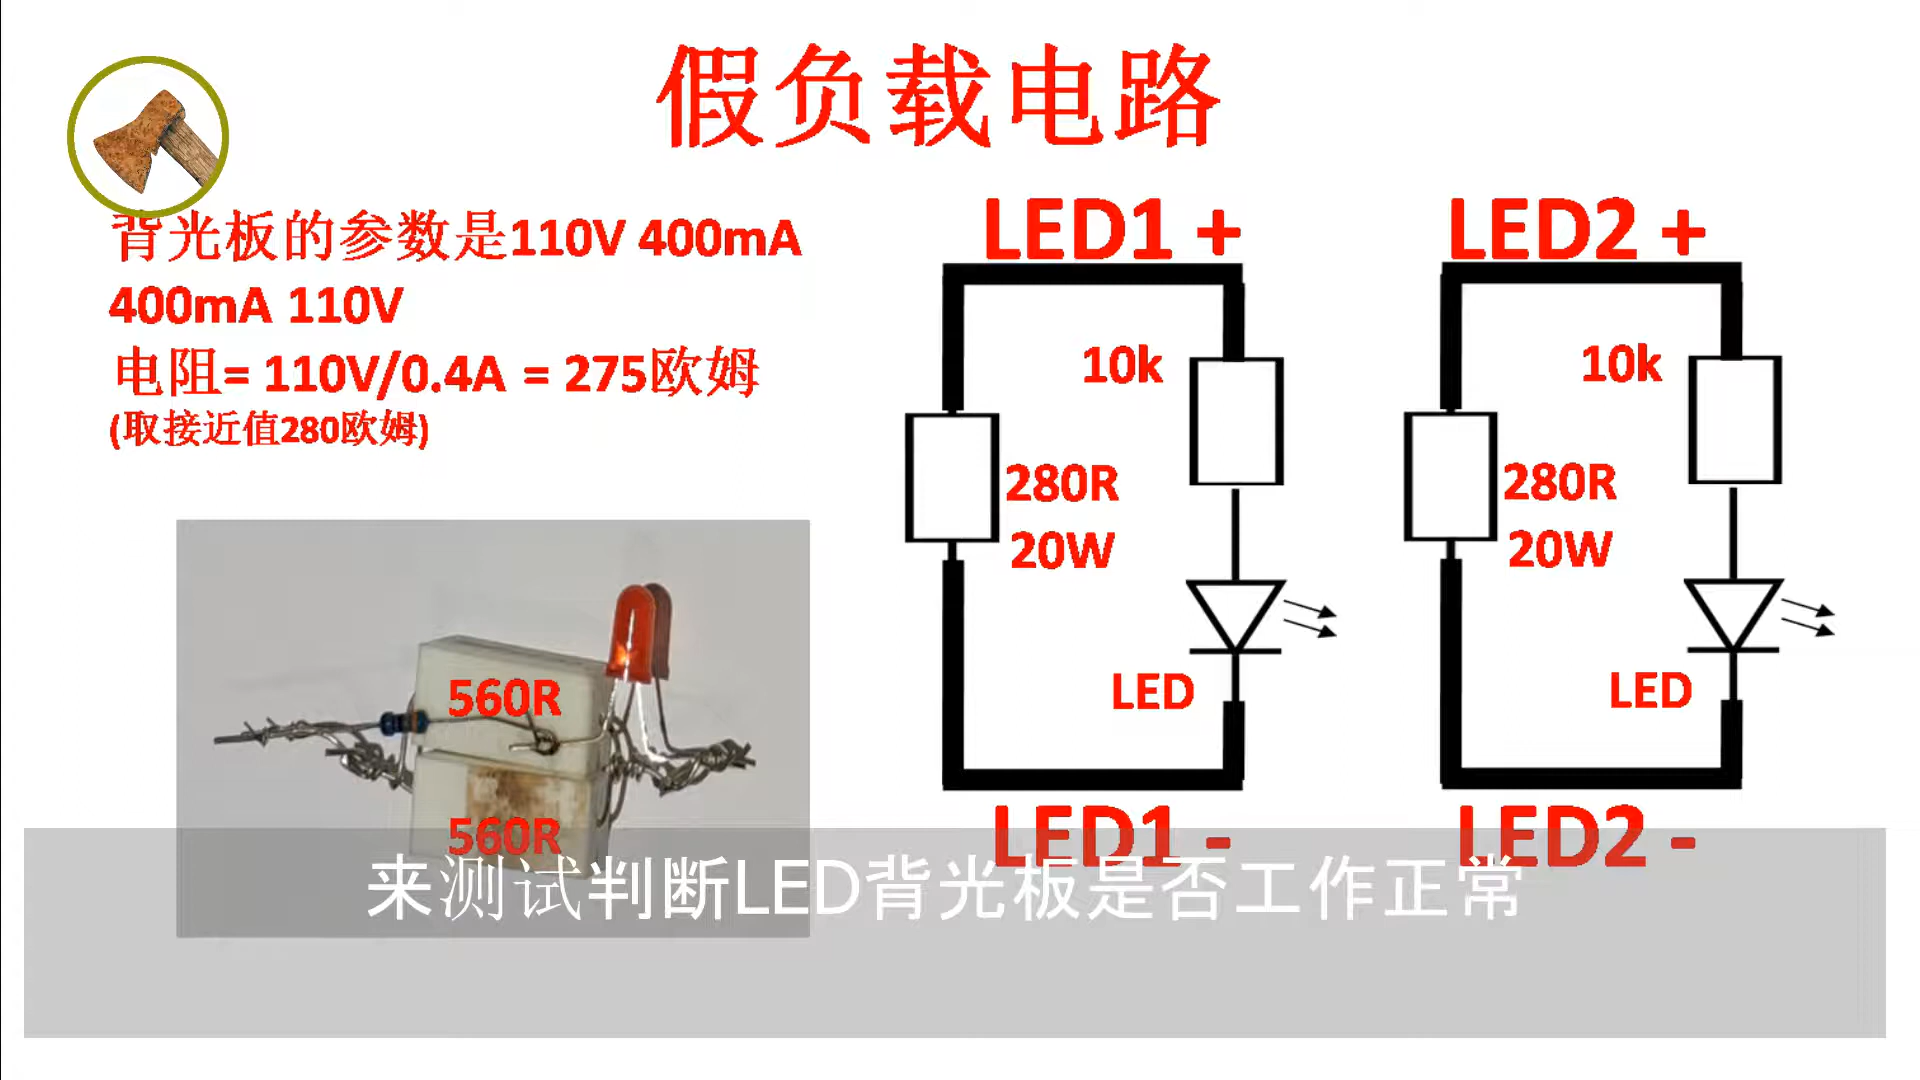 假负载电路
背光板的参数是110V 400mA
400mA 110V
电阻= 110V/0.4A = 275欧姆
(取接近值280欧姆)
560R
560R
LED1 +
10k
280R
20W
LED
LED1 -
LED2 +
10k
280R
20W
LED
LED2 -
来测试判断LED背光板是否工作正常